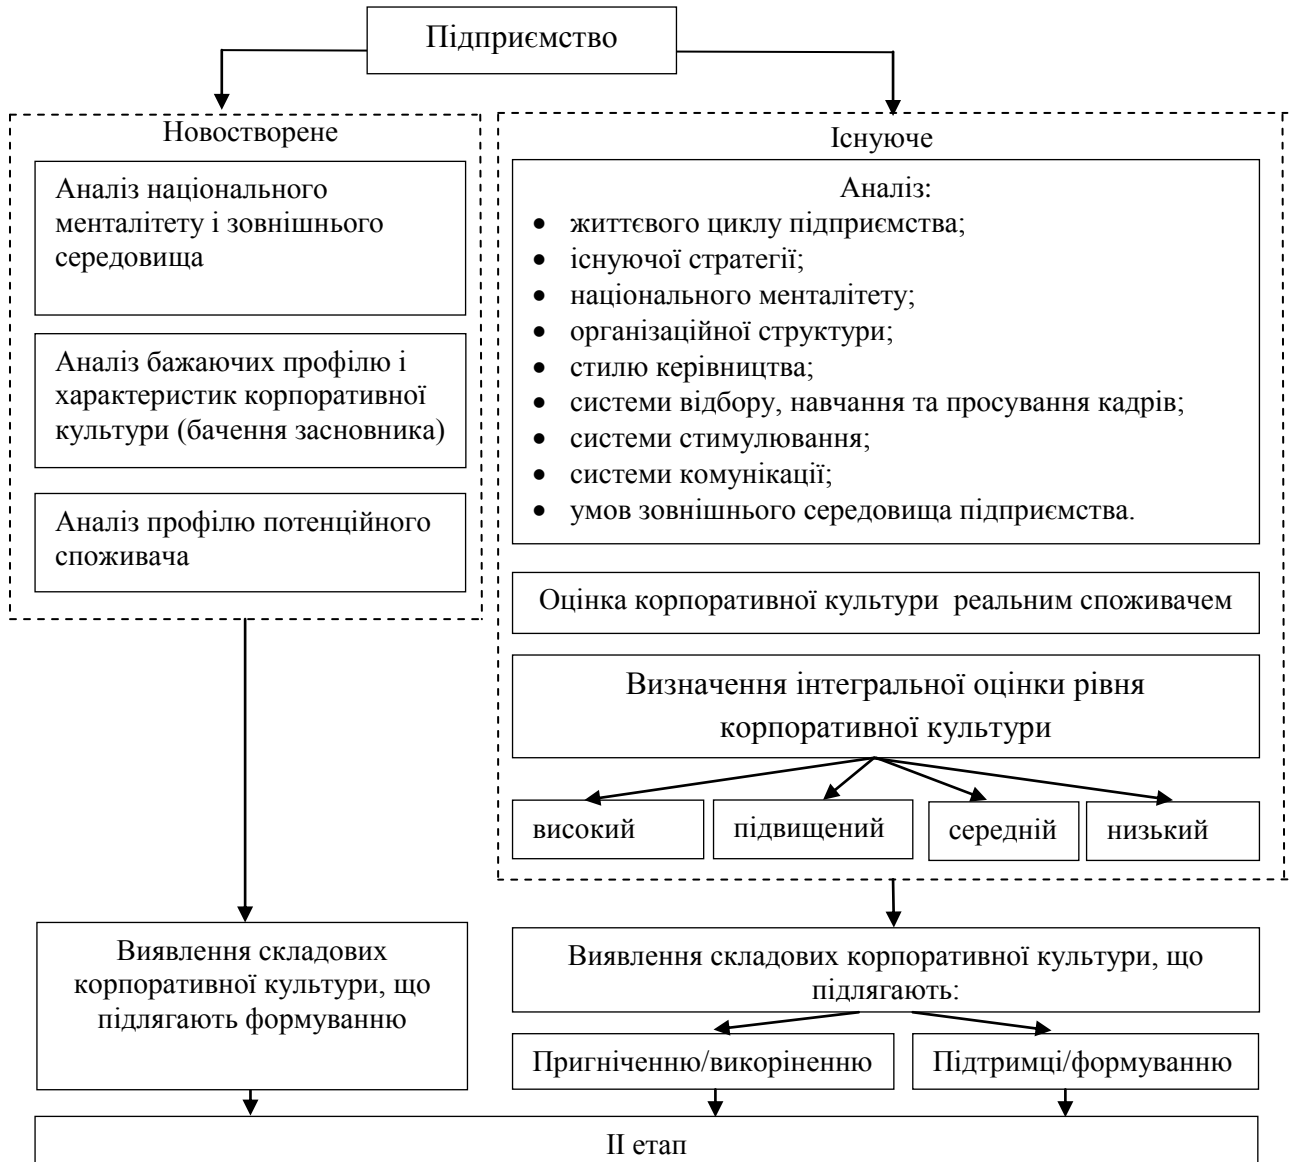 Підприємство
Новостворене
Аналіз національного
менталітету і зовнішнього
середовища
Аналіз бажаючих профілю і
характеристик корпоративної
культури (бачення засновника)
Аналіз профілю потенційного
споживача
Існуюче
Аналіз:
• життєвого циклу підприємства;
• існуючої стратегії;
• національного менталітету;
• організаційної структури;
• стилю керівництва;
• системи відбору, навчання та просування кадрів;
• системи стимулювання;
• системи комунікації;
• умов зовнішнього середовища підприємства.
Оцінка корпоративної культури реальним споживачем
Визначення інтегральної оцінки рівня
корпоративної культури
високий
підвищений
середній
низький
Виявлення складових
корпоративної культури, що
підлягають формуванню
Виявлення складових корпоративної культури, що
підлягають:
Пригніченню/викоріненню
Підтримці/формуванню
ІІ етап